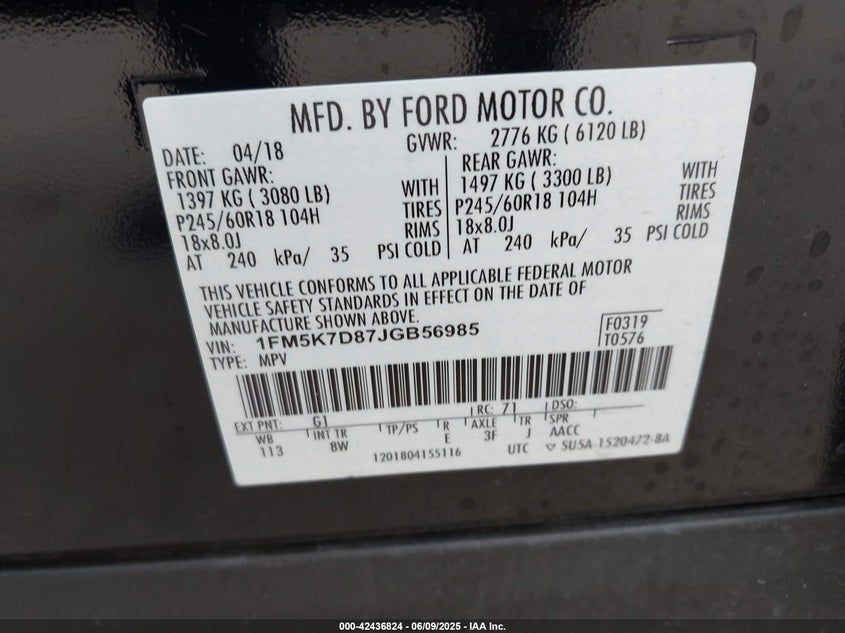 MFD. BY FORD MOTOR CO.
DATE: 04/18 GVWR: 2776 KG ( 6120 LB)
FRONT GAWR: REAR GAWR:
1397 KG ( 3080 LB) WITH 1497 KG ( 3300 LB) WITH
P245/60R18 104H TIRES P245/60R18 104H TIRES
18x8.0J RIMS 18x8.0J RIMS
AT 240 kPa/ 35 PSI COLD AT 240 kPa/ 35 PSI COLD
THIS VEHICLE CONFORMS TO ALL APPLICABLE FEDERAL MOTOR
VEHICLE SAFETY STANDARDS IN EFFECT ON THE DATE OF
MANUFACTURE SHOWN ABOVE.
VIN: 1FM5K7D87JGB56985 F0319
TYPE: MPV T0576
EXT PNT: G1 RC: 71 DSO:
WB INT TR TP/PS R AXLE TR SPR
113 8W E 3F J AACC
1201804155116 UTC ▽ 5U5A-1520472-BA
000-42436824 - 06/09/2025 - IAA Inc.